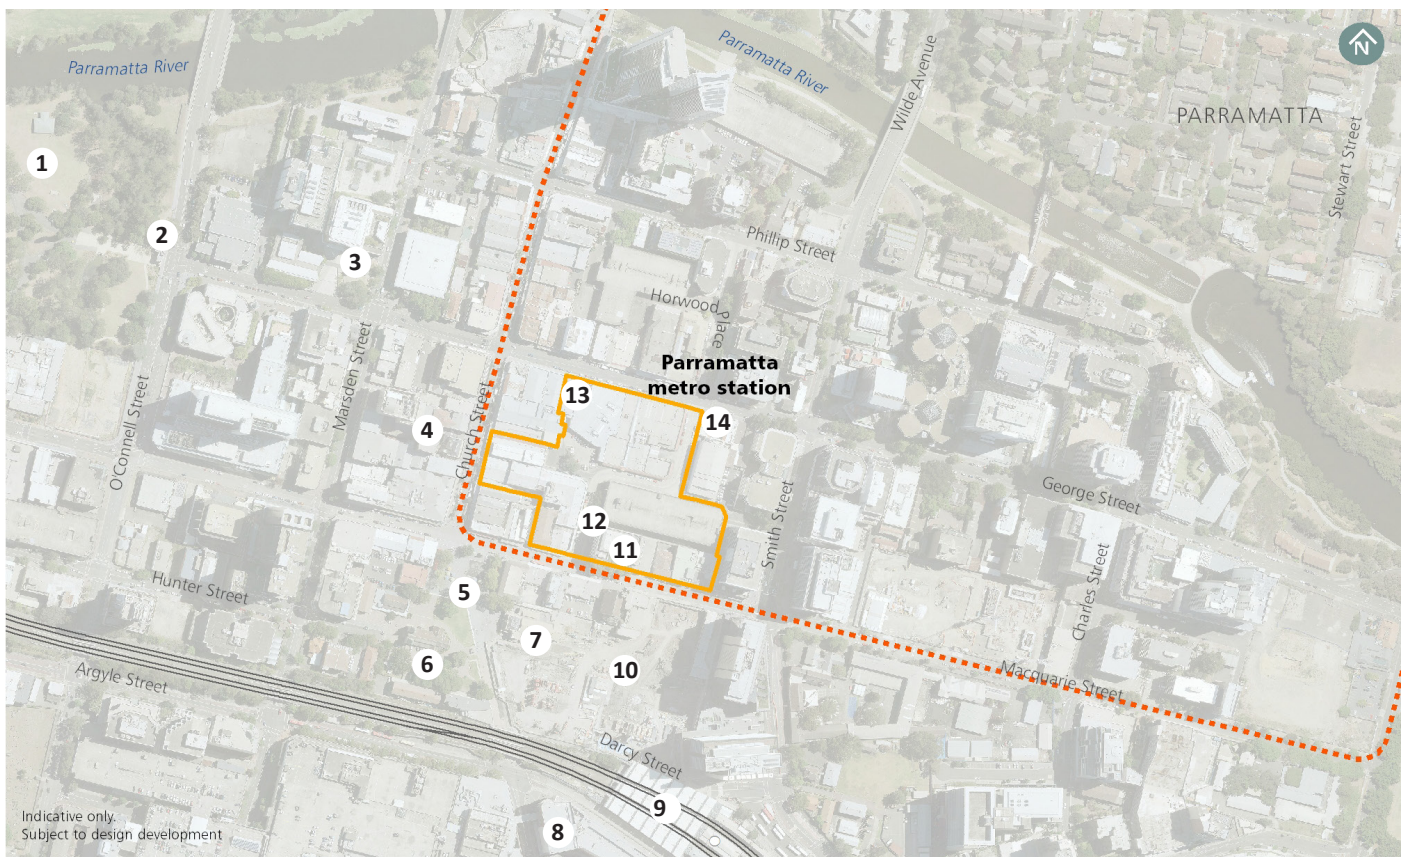 Parramatta River
Parramatta River
Wilde Avenue
N
PARRAMATTA
Stewart Street
1
2
3
Phillip Street
Horwood
Place
Parramatta
metro station
O'Connell Street
Marsden Street
Church Street
13
14
4
George Street
Smith Street
12
11
Hunter Street
5
Charles Street
7
6
10
Argyle Street
Macquarie Street
Darcy Street
9
8
Indicative only.
Subject to design development